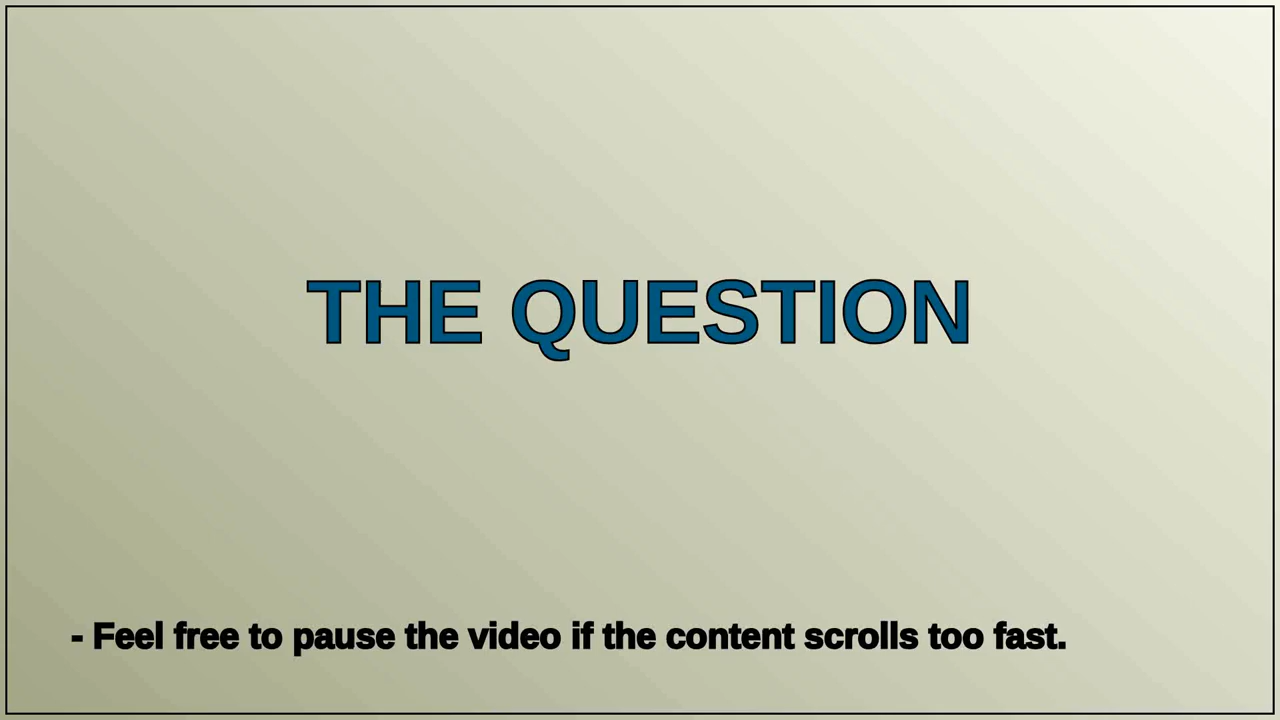 THE QUESTION
- Feel free to pause the video if the content scrolls too fast.